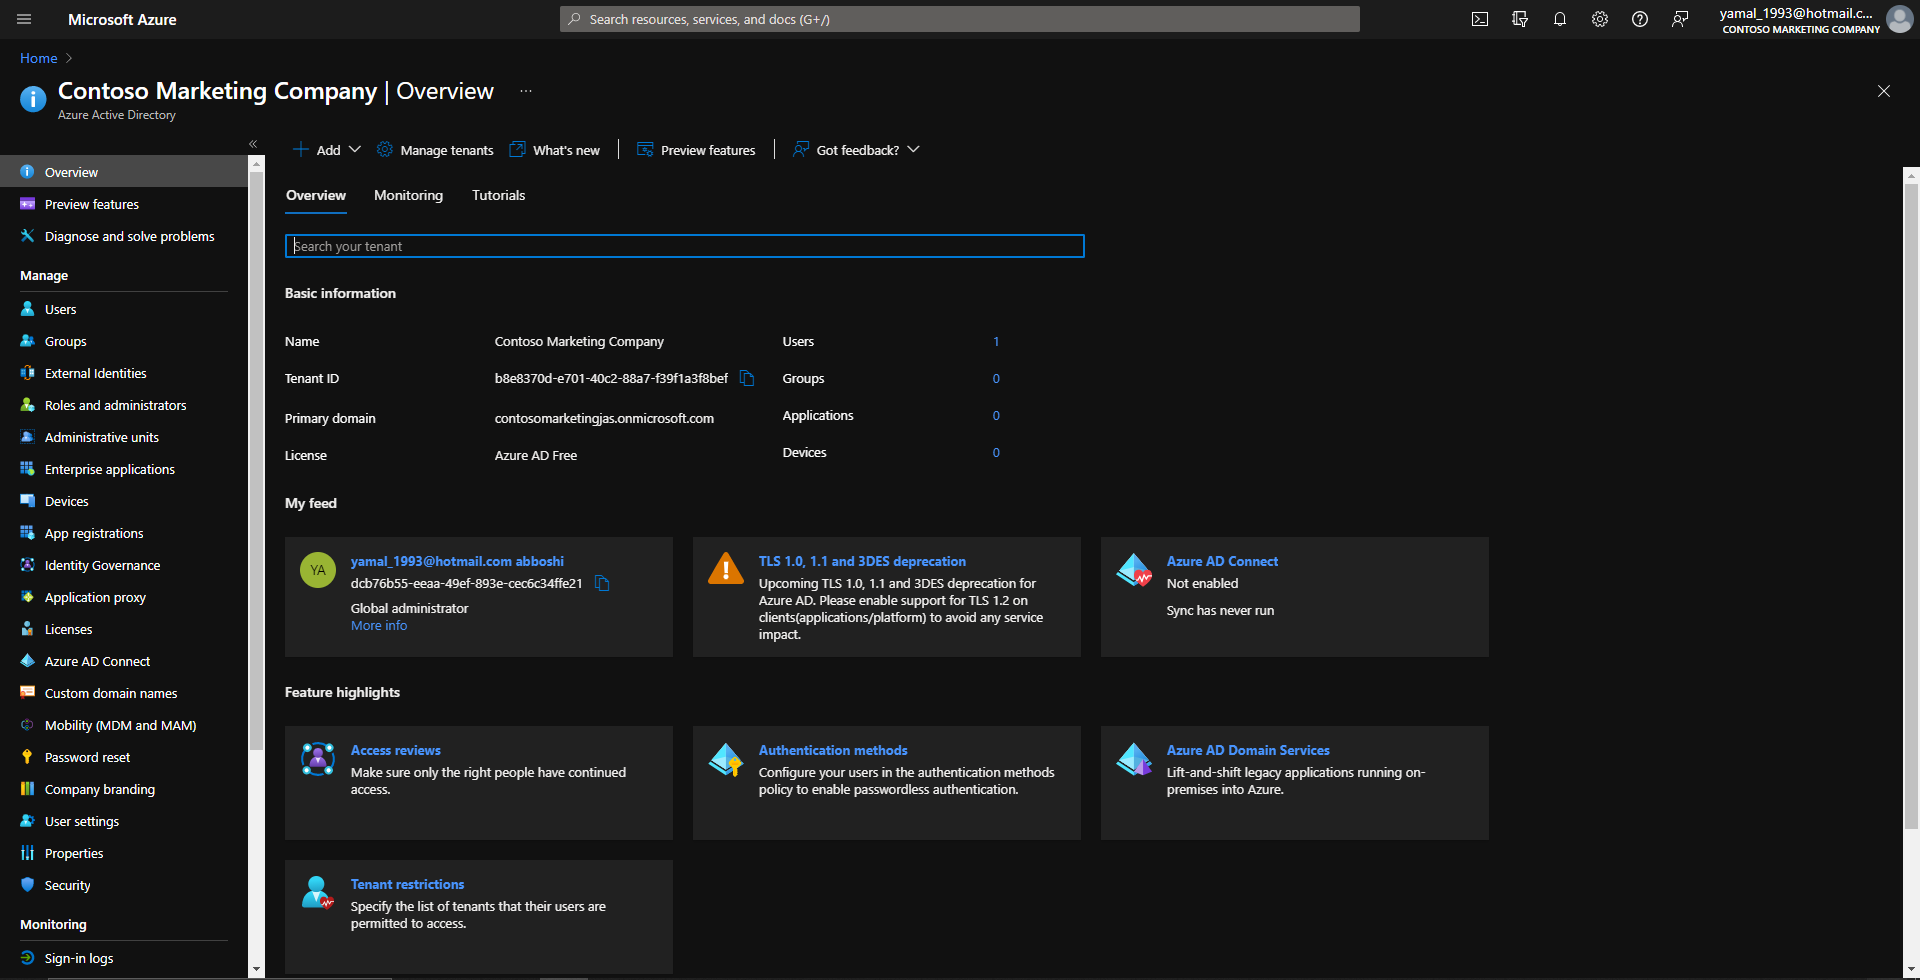 Microsoft Azure
Search resources, services, and docs (G+/)
yamal_1993@hotmail.c...
CONTOSO MARKETING COMPANY
Home
Contoso Marketing Company | Overview ...
Azure Active Directory
Add
Manage tenants
What's new
Preview features
Got feedback?
Overview
Preview features
Diagnose and solve problems
Manage
Users
Groups
External Identities
Roles and administrators
Administrative units
Enterprise applications
Devices
App registrations
Identity Governance
Application proxy
Licenses
Azure AD Connect
Custom domain names
Mobility (MDM and MAM)
Password reset
Company branding
User settings
Properties
Security
Monitoring
Sign-in logs
Overview
Monitoring
Tutorials
Search your tenant
Basic information
Name Contoso Marketing Company
Tenant ID b8e8370d-e701-40c2-88a7-f39f1a3f8bef
Primary domain contosomarketingjas.onmicrosoft.com
License Azure AD Free
Users 1
Groups 0
Applications 0
Devices 0
My feed
YA
yamal_1993@hotmail.com abboshi
dcb76b55-eeaa-49ef-893e-cec6c34ffe21
Global administrator
More info
TLS 1.0, 1.1 and 3DES deprecation
Upcoming TLS 1.0, 1.1 and 3DES deprecation for
Azure AD. Please enable support for TLS 1.2 on
clients(applications/platform) to avoid any service
impact.
Azure AD Connect
Not enabled
Sync has never run
Feature highlights
Access reviews
Make sure only the right people have continued
access.
Authentication methods
Configure your users in the authentication methods
policy to enable passwordless authentication.
Azure AD Domain Services
Lift-and-shift legacy applications running on-
premises into Azure.
Tenant restrictions
Specify the list of tenants that their users are
permitted to access.